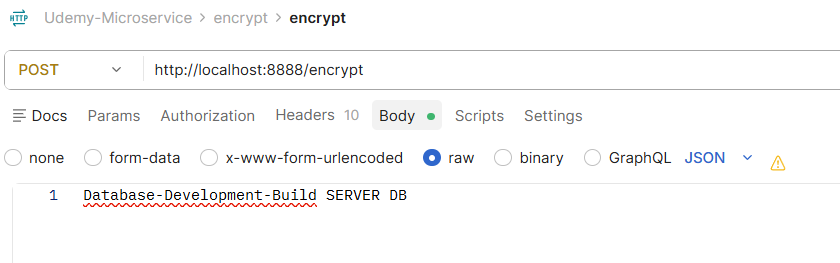 HTTP Udemy-Microservice > encrypt > encrypt
POST http://localhost:8888/encrypt
Docs Params Authorization Headers 10 Body Scripts Settings
none form-data x-www-form-urlencoded raw binary GraphQL JSON
1 Database-Development-Build SERVER DB